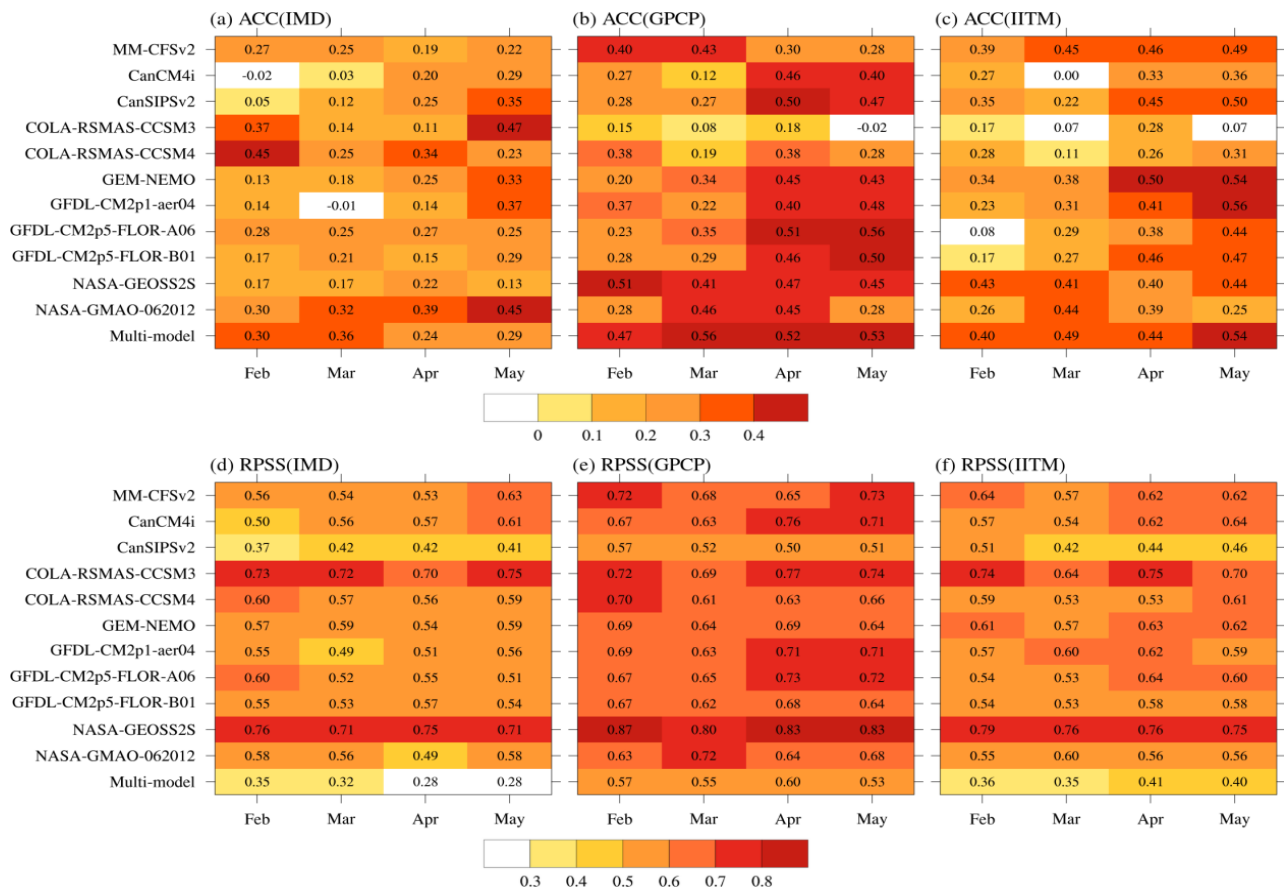 (a) ACC(IMD) (b) ACC(GPCP) (c) ACC(IITM)
MM-CFSv2 0.27 0.25 0.19 0.22 0.40 0.43 0.30 0.28 0.39 0.45 0.46 0.49
CanCM4i -0.02 0.03 0.20 0.29 0.27 0.12 0.46 0.40 0.27 0.00 0.33 0.36
CanSIPSv2 0.05 0.12 0.25 0.35 0.28 0.27 0.50 0.47 0.35 0.22 0.45 0.50
COLA-RSMAS-CCSM3 0.37 0.14 0.11 0.47 0.15 0.08 0.18 -0.02 0.17 0.07 0.28 0.07
COLA-RSMAS-CCSM4 0.45 0.25 0.34 0.23 0.38 0.19 0.38 0.28 0.28 0.11 0.26 0.31
GEM-NEMO 0.13 0.18 0.25 0.33 0.20 0.34 0.45 0.43 0.34 0.38 0.50 0.54
GFDL-CM2p1-aer04 0.14 -0.01 0.14 0.37 0.37 0.22 0.40 0.48 0.23 0.31 0.41 0.56
GFDL-CM2p5-FLOR-A06 0.28 0.25 0.27 0.25 0.23 0.35 0.51 0.56 0.08 0.29 0.38 0.44
GFDL-CM2p5-FLOR-B01 0.17 0.21 0.15 0.29 0.28 0.29 0.46 0.50 0.17 0.27 0.46 0.47
NASA-GEOSS2S 0.17 0.17 0.22 0.13 0.51 0.41 0.47 0.45 0.43 0.41 0.40 0.44
NASA-GMAO-062012 0.30 0.32 0.39 0.45 0.28 0.46 0.45 0.28 0.26 0.44 0.39 0.25
Multi-model 0.30 0.36 0.24 0.29 0.47 0.56 0.52 0.53 0.40 0.49 0.44 0.54
Feb Mar Apr May Feb Mar Apr May Feb Mar Apr May
0 0.1 0.2 0.3 0.4
(d) RPSS(IMD) (e) RPSS(GPCP) (f) RPSS(IITM)
MM-CFSv2 0.56 0.54 0.53 0.63 0.72 0.68 0.65 0.73 0.64 0.57 0.62 0.62
CanCM4i 0.50 0.56 0.57 0.61 0.67 0.63 0.76 0.71 0.57 0.54 0.62 0.64
CanSIPSv2 0.37 0.42 0.42 0.41 0.57 0.52 0.50 0.51 0.51 0.42 0.44 0.46
COLA-RSMAS-CCSM3 0.73 0.72 0.70 0.75 0.72 0.69 0.77 0.74 0.74 0.64 0.75 0.70
COLA-RSMAS-CCSM4 0.60 0.57 0.56 0.59 0.70 0.61 0.63 0.66 0.59 0.53 0.53 0.61
GEM-NEMO 0.57 0.59 0.54 0.59 0.69 0.64 0.69 0.64 0.61 0.57 0.63 0.62
GFDL-CM2p1-aer04 0.55 0.49 0.51 0.56 0.69 0.63 0.71 0.71 0.57 0.60 0.62 0.59
GFDL-CM2p5-FLOR-A06 0.60 0.52 0.55 0.51 0.67 0.65 0.73 0.72 0.54 0.53 0.64 0.60
GFDL-CM2p5-FLOR-B01 0.55 0.53 0.57 0.54 0.67 0.62 0.68 0.64 0.54 0.53 0.58 0.58
NASA-GEOSS2S 0.76 0.71 0.75 0.71 0.87 0.80 0.83 0.83 0.79 0.76 0.76 0.75
NASA-GMAO-062012 0.58 0.56 0.49 0.58 0.63 0.72 0.64 0.68 0.55 0.60 0.56 0.56
Multi-model 0.35 0.32 0.28 0.28 0.57 0.55 0.60 0.53 0.36 0.35 0.41 0.40
Feb Mar Apr May Feb Mar Apr May Feb Mar Apr May
0.3 0.4 0.5 0.6 0.7 0.8